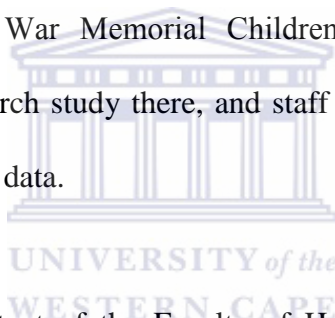 War Memorial Children
rch study there, and staff
data.
UNIVERSITY of the
WESTERN CAPE
of the Faculty of H